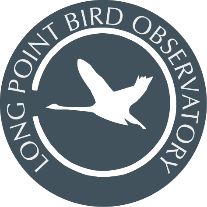 LONG POINT BIRD OBSERVATORY